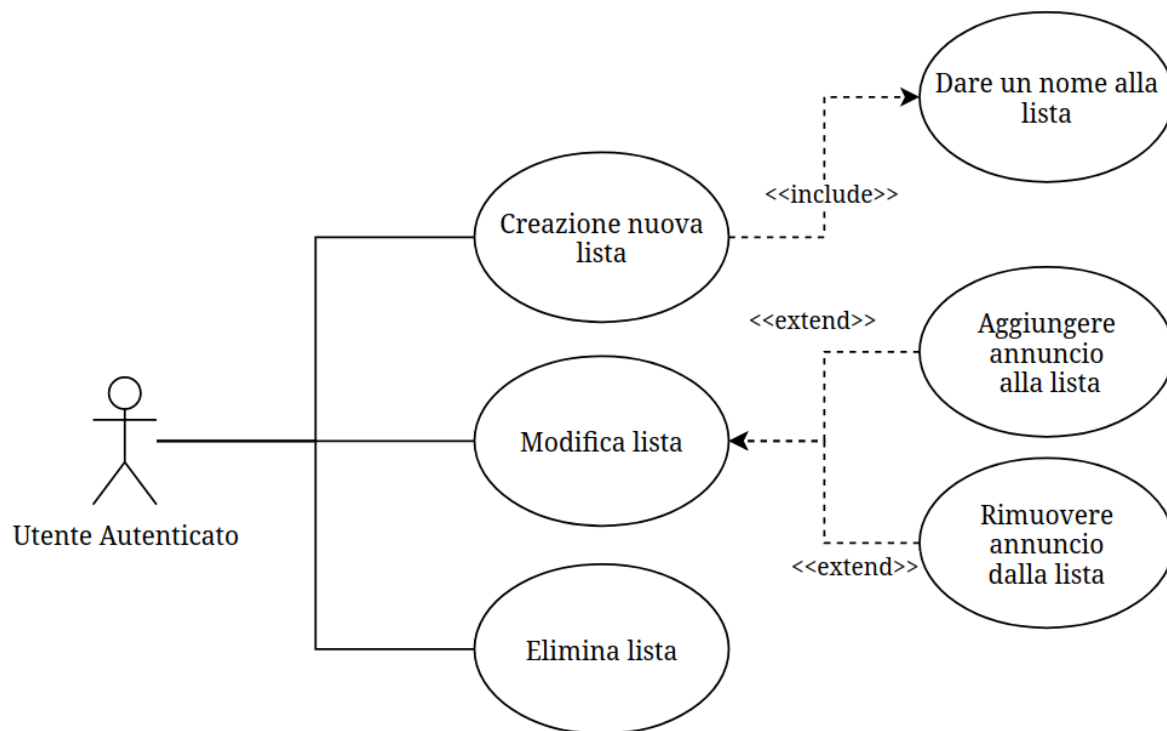 Dare un nome alla
lista
<<include>>
Creazione nuova
lista
<<extend>>
Aggiungere
annuncio
alla lista
Modifica lista
Utente Autenticato
Rimuovere
annuncio
dalla lista
<<extend>>
Elimina lista